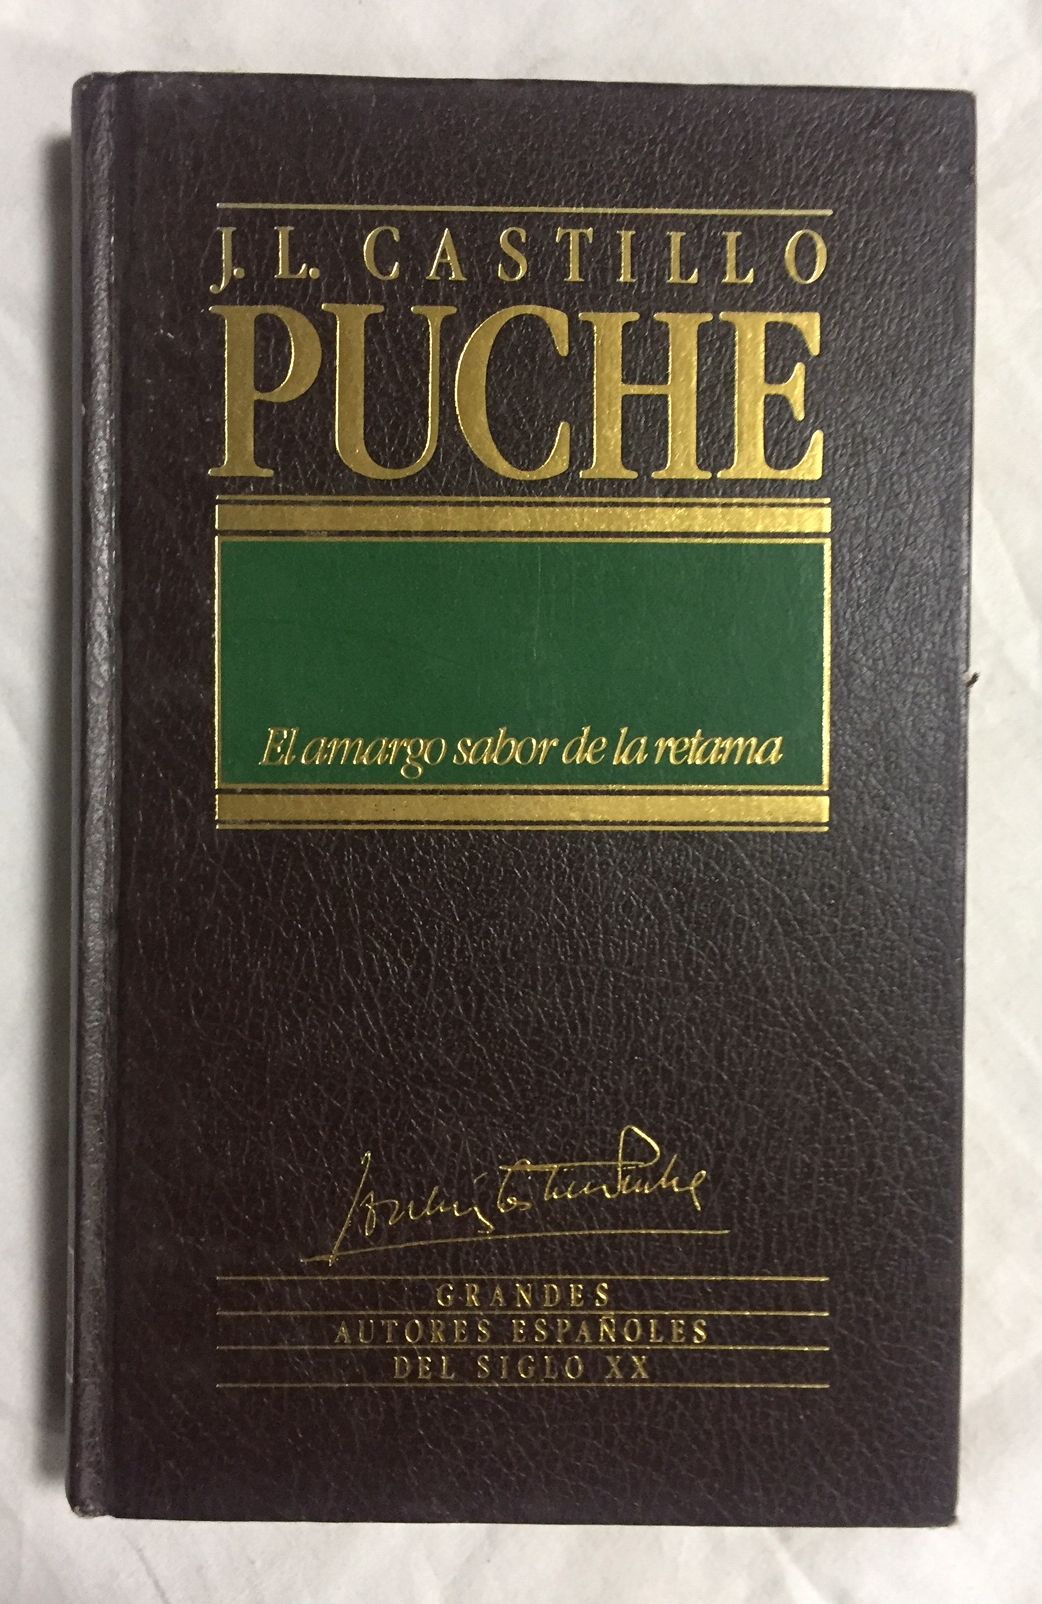 J. L. CASTILLO
PUCHE
El amargo sabor de la retama
GRANDES
AUTORES ESPAÑOLES
DEL SIGLO XX